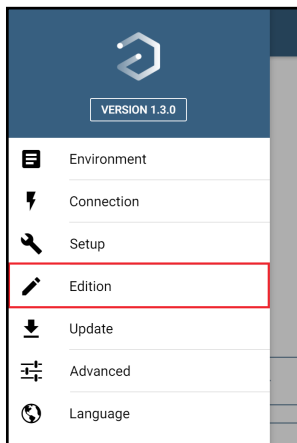 VERSION 1.3.0
Environment
Connection
Setup
Edition
Update
Advanced
Language